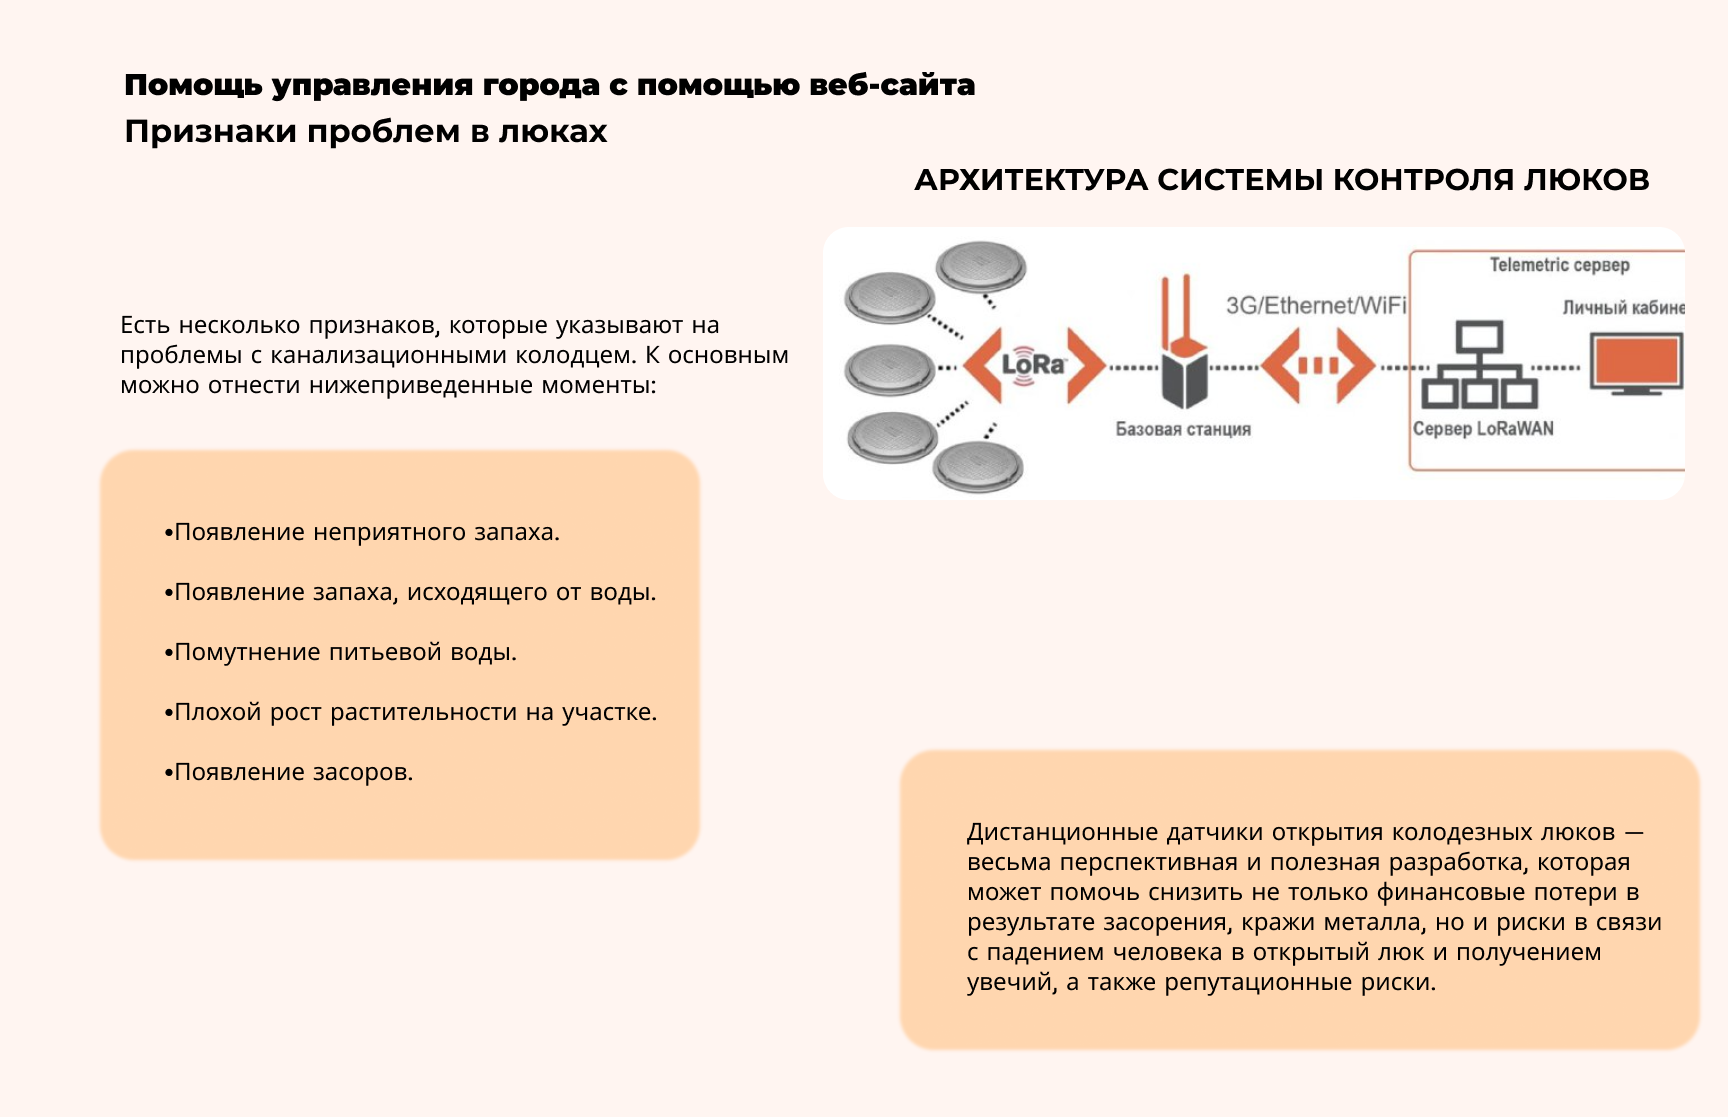 Помощь управления города с помощью веб-сайта
Признаки проблем в люках
Есть несколько признаков, которые указывают на
проблемы с канализационными колодцем. К основным
можно отнести нижеприведенные моменты:
•Появление неприятного запаха.
•Появление запаха, исходящего от воды.
•Помутнение питьевой воды.
•Плохой рост растительности на участке.
•Появление засоров.
АРХИТЕКТУРА СИСТЕМЫ КОНТРОЛЯ ЛЮКОВ
Telemetric сервер
3G/Ethernet/WiFi
Личный кабине
LoRa
Базовая станция
Сервер LoRaWAN
Дистанционные датчики открытия колодезных люков —
весьма перспективная и полезная разработка, которая
может помочь снизить не только финансовые потери в
результате засорения, кражи металла, но и риски в связи
с падением человека в открытый люк и получением
увечий, а также репутационные риски.